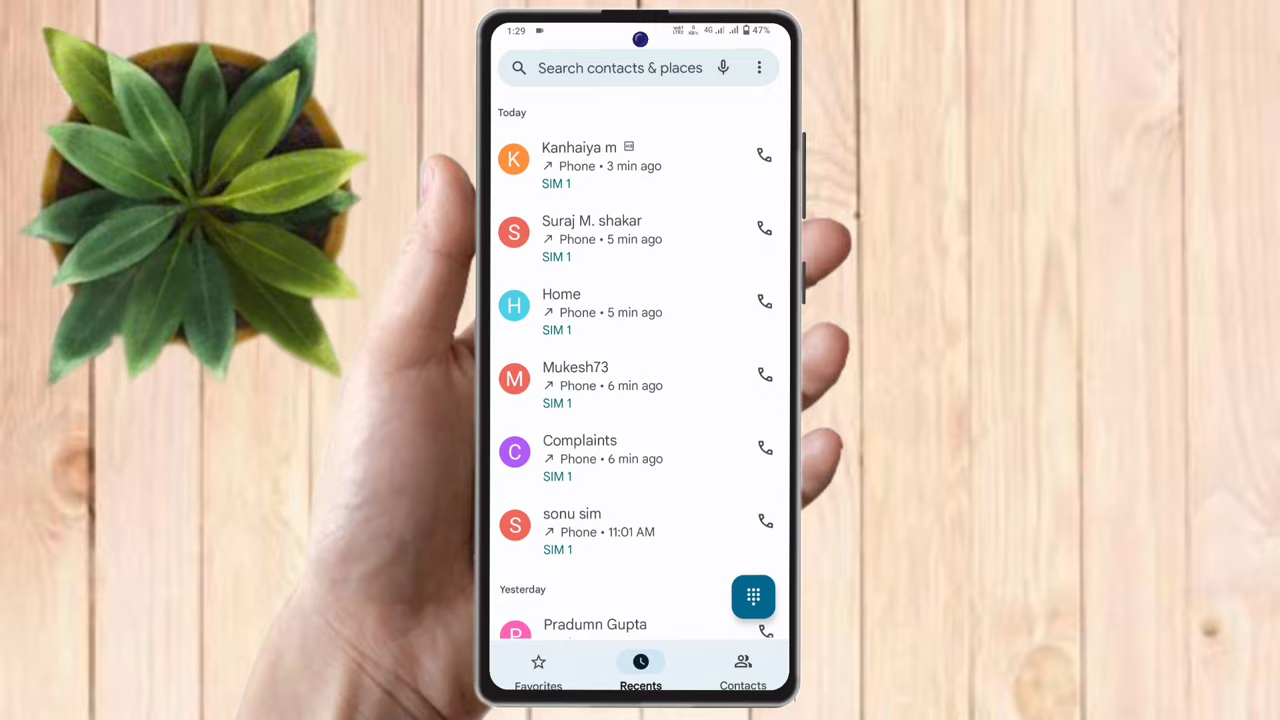 1:29
4G 47%
Search contacts & places
Today
K
Kanhaiya m
Phone • 3 min ago
SIM 1
S
Suraj M. shakar
Phone • 5 min ago
SIM 1
H
Home
Phone • 5 min ago
SIM 1
M
Mukesh73
Phone • 6 min ago
SIM 1
C
Complaints
Phone • 6 min ago
SIM 1
S
sonu sim
Phone • 11:01 AM
SIM 1
Yesterday
P
Pradumn Gupta
Favorites
Recents
Contacts